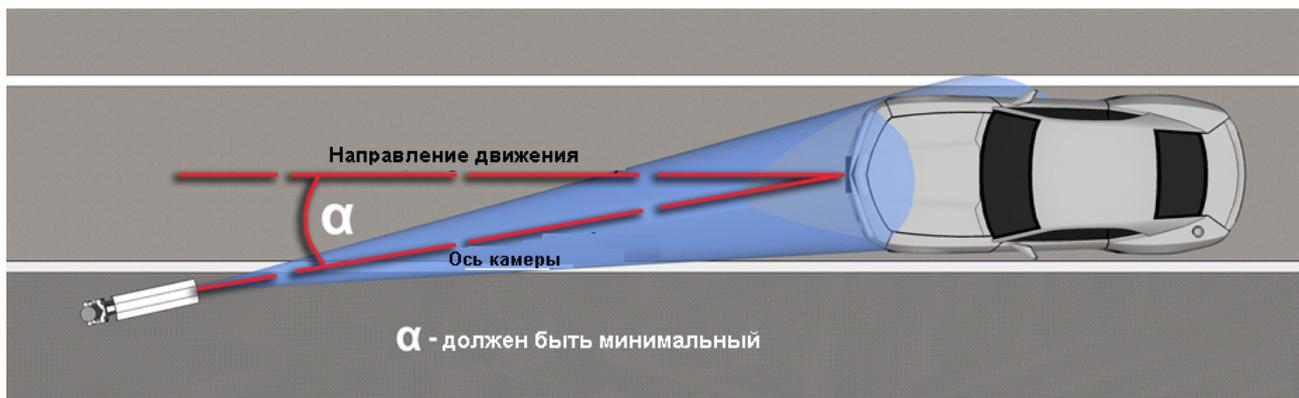 Направление движения
α
Ось камеры
α - должен быть минимальный